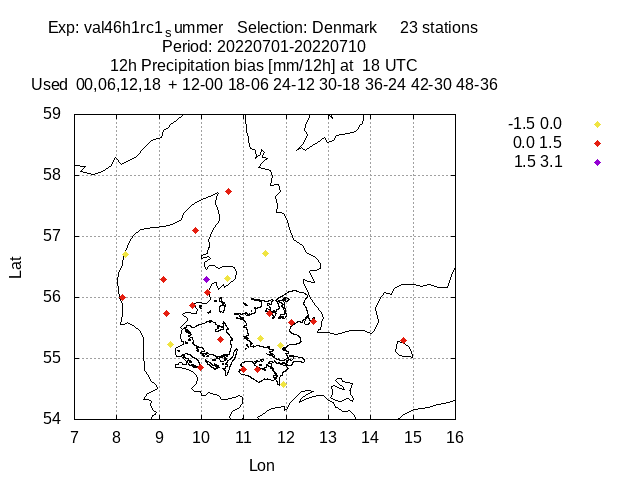 Exp: val46h1rc1summer   Selection: Denmark     23 stations
Period: 20220701-20220710
12h Precipitation bias [mm/12h] at  18 UTC
Used  00,06,12,18  + 12-00 18-06 24-12 30-18 36-24 42-30 48-36
-1.5 0.0
0.0 1.5
1.5 3.1
59
58
57
56
55
54
Lat
7 8 9 10 11 12 13 14 15 16
Lon